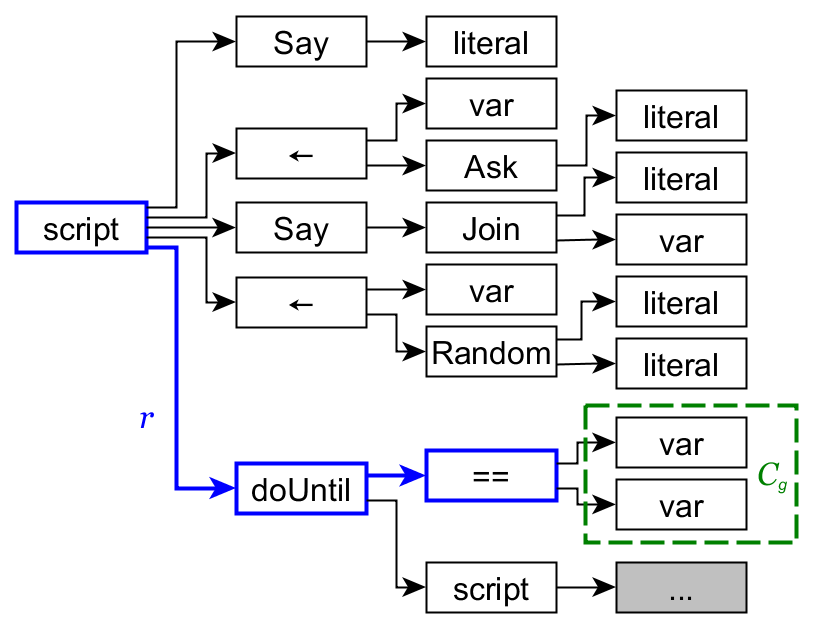 Say
literal
var
literal
←
Ask
literal
script
Say
Join
var
←
var
literal
Random
literal
r
var
C_g
doUntil
==
var
script
...